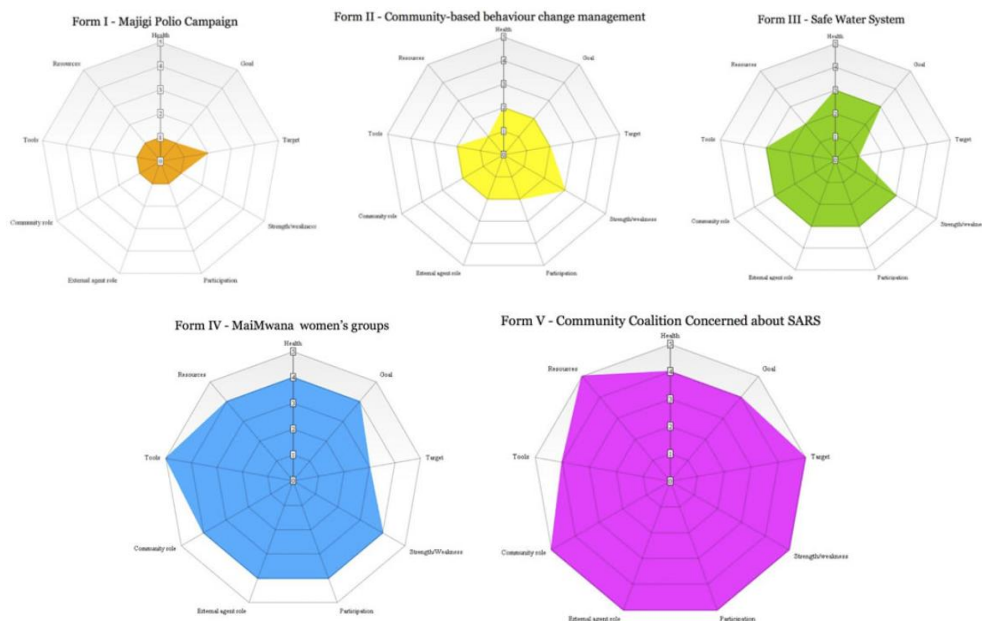 Form I - Majigi Polio Campaign
Health
Goal
Target
Strength/weakness
Participation
External agent role
Community role
Tools
Resources
Form II - Community-based behaviour change management
Health
Goal
Target
Strength/weakness
Participation
External agent role
Community role
Tools
Resources
Form III - Safe Water System
Health
Goal
Target
Strength/weakness
Participation
External agent role
Community role
Tools
Resources
Form IV - MaiMwana women's groups
Health
Goal
Target
Strength/Weakness
Participation
External agent role
Community role
Tools
Resources
Form V - Community Coalition Concerned about SARS
Health
Goal
Target
Strength/weakness
Participation
External agent role
Community role
Tools
Resources